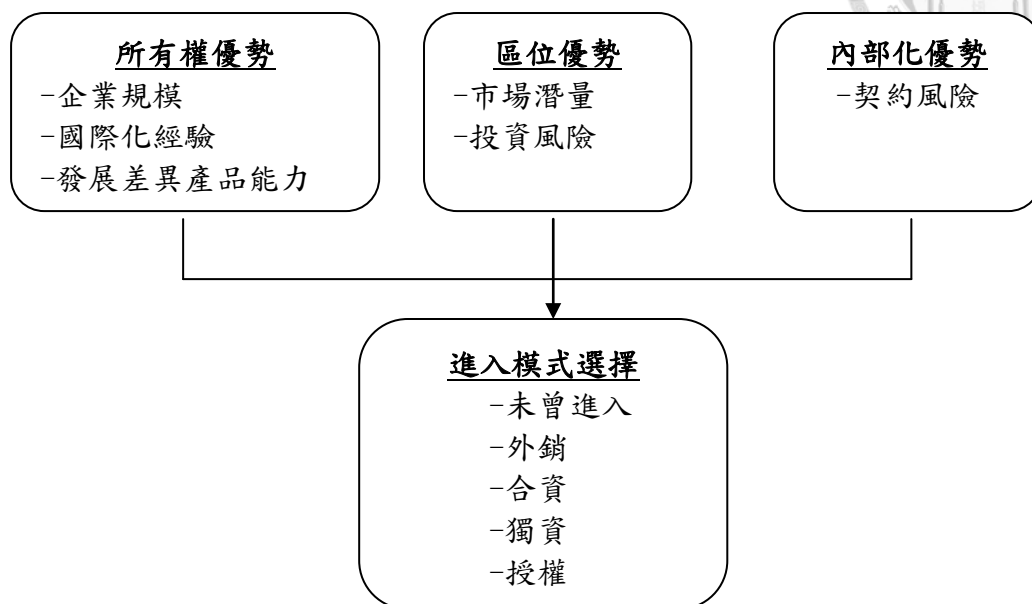 所有權優勢
-企業規模
-國際化經驗
-發展差異產品能力
區位優勢
-市場潛量
-投資風險
內部化優勢
-契約風險
進入模式選擇
-未曾進入
-外銷
-合資
-獨資
-授權